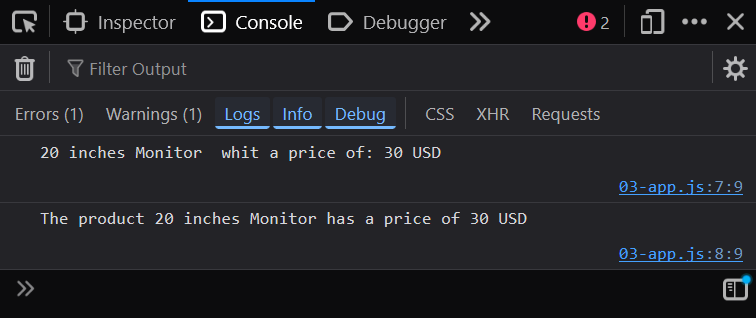 Inspector Console Debugger 2
Filter Output
Errors (1) Warnings (1) Logs Info Debug CSS XHR Requests
20 inches Monitor  whit a price of: 30 USD
03-app.js:7:9
The product 20 inches Monitor has a price of 30 USD
03-app.js:8:9